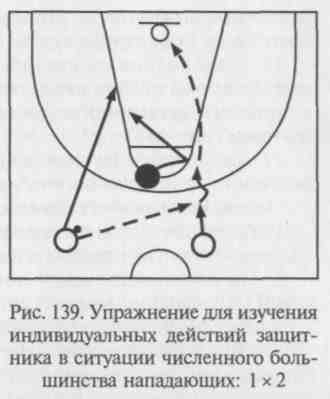 Рис. 139. Упражнение для изучения
индивидуальных действий защит-
ника в ситуации численного боль-
шинства нападающих: 1 × 2